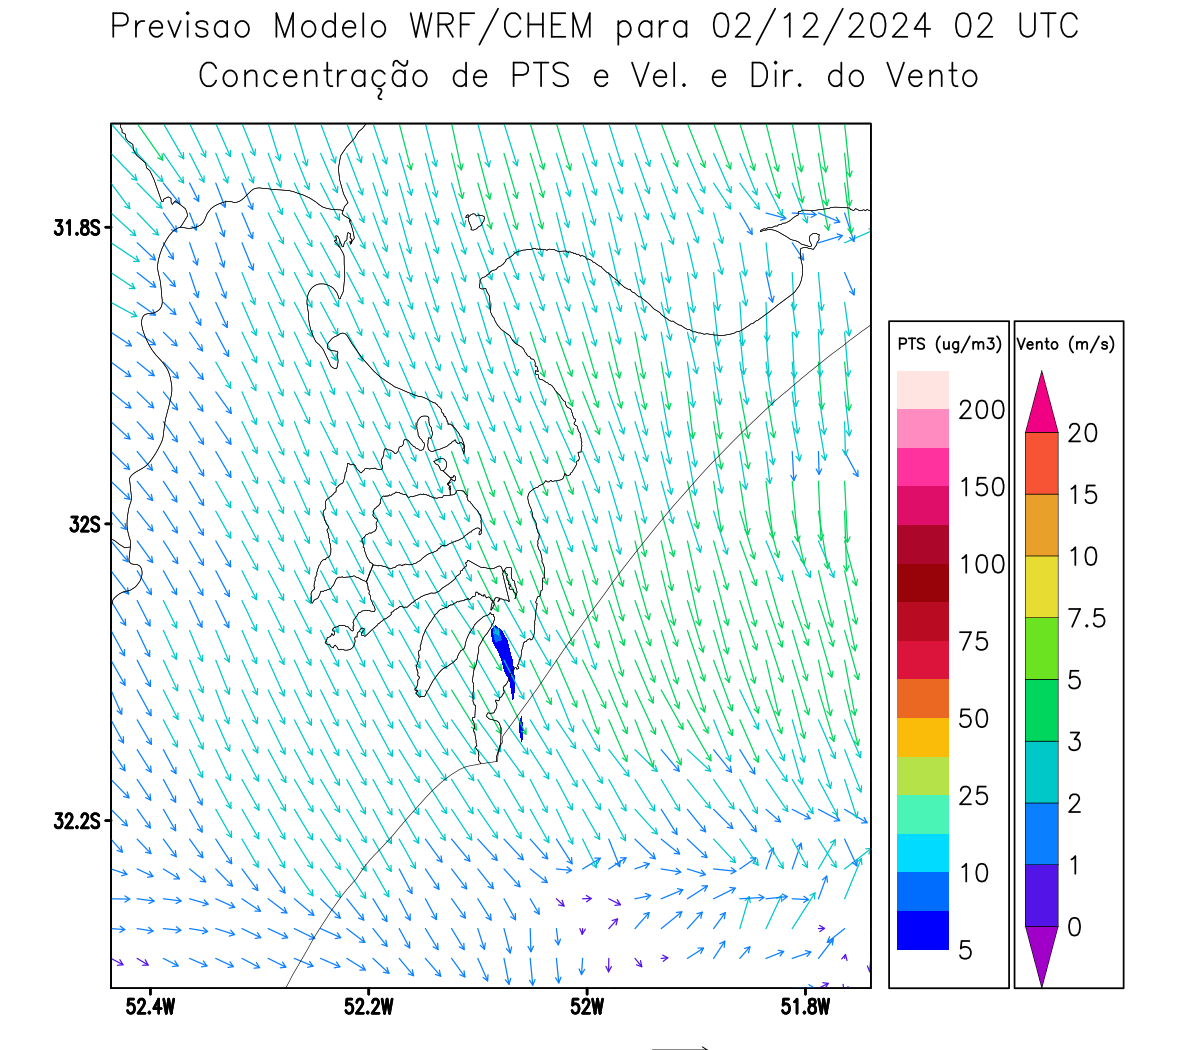 Previsao Modelo WRF/CHEM para 02/12/2024 02 UTC
Concentração de PTS e Vel. e Dir. do Vento
31.8S
32S
32.2S
52.4W
52.2W
52W
51.8W
PTS (ug/m3)
200
150
100
75
50
25
10
5
Vento (m/s)
20
15
10
7.5
5
3
2
1
0